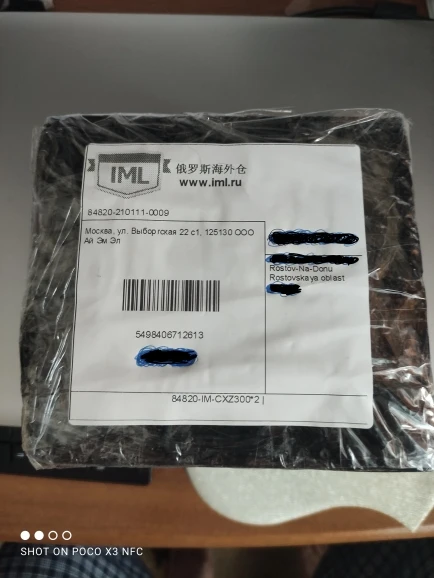 IML
俄罗斯海外仓
www.iml.ru
84820-210111-0009
Москва, ул. Выборгская 22 с1, 125130 ООО
Ай Эм Эл
Rostov-Na-Donu
Rostovskaya oblast
5498406712613
84820-IM-CXZ300*2 |
SHOT ON POCO X3 NFC